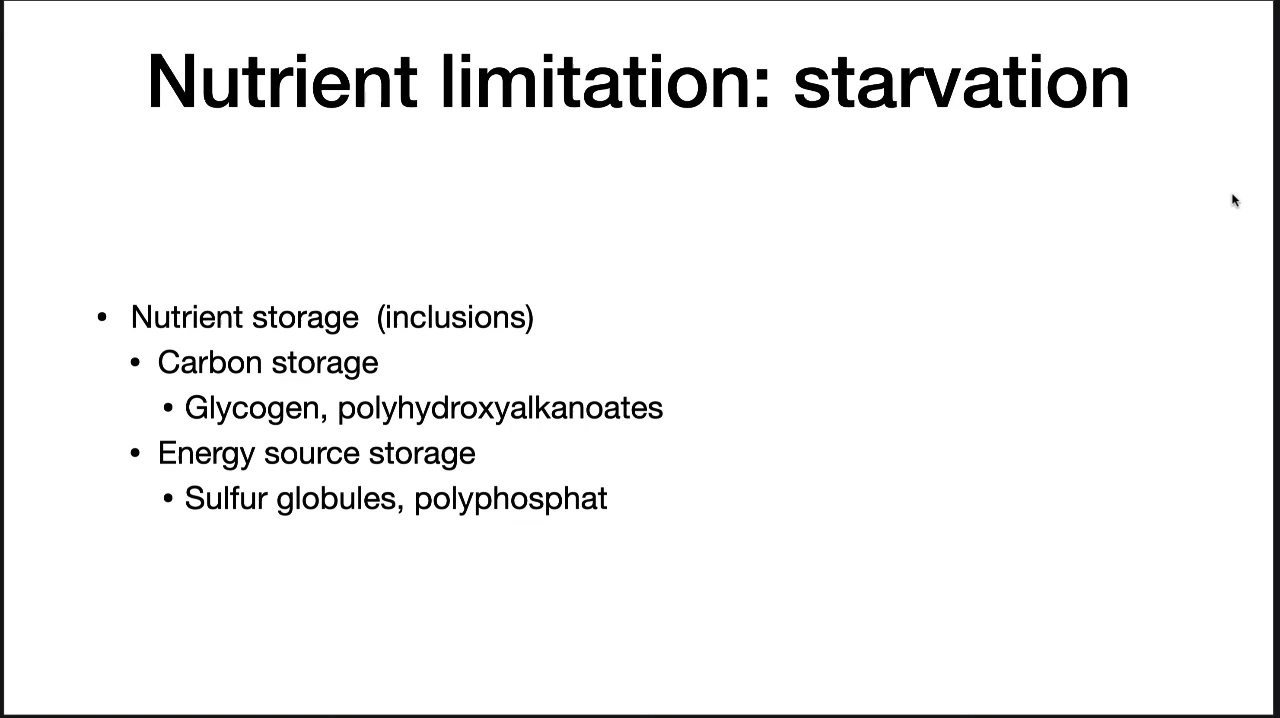 Nutrient limitation: starvation
• Nutrient storage  (inclusions)
• Carbon storage
• Glycogen, polyhydroxyalkanoates
• Energy source storage
• Sulfur globules, polyphosphat